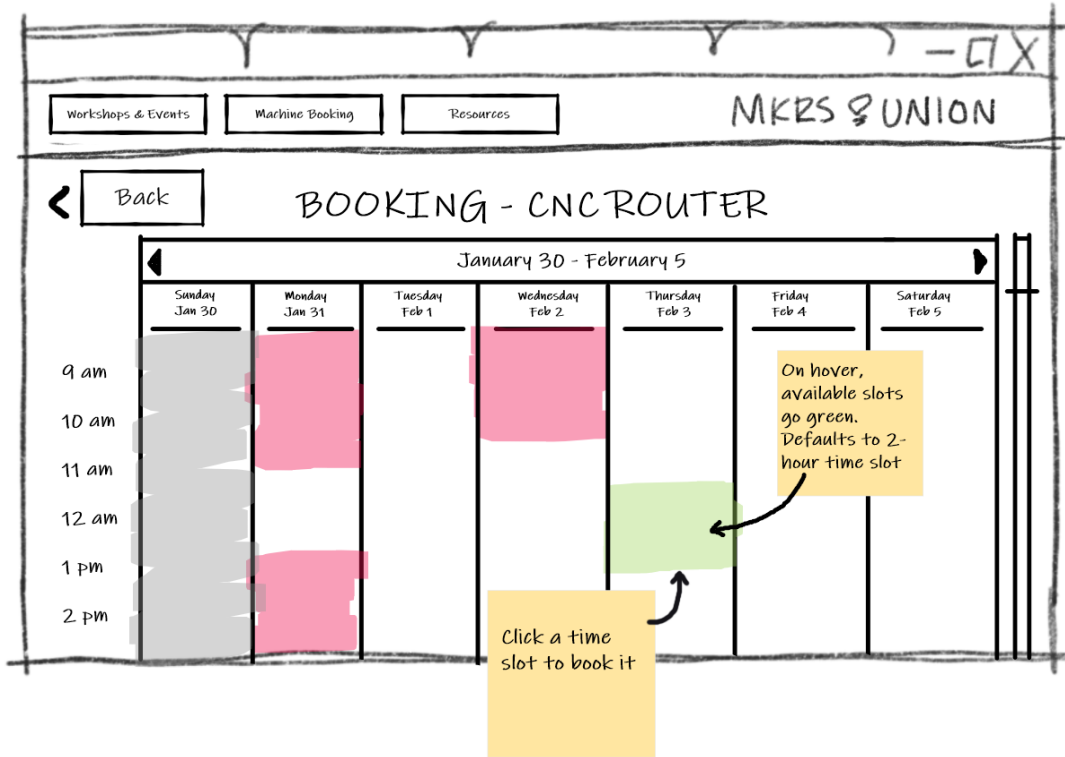 Workshops & Events
Machine Booking
Resources
MKRS UNION
Back
BOOKING - CNC ROUTER
January 30 - February 5
Sunday
Jan 30
Monday
Jan 31
Tuesday
Feb 1
Wednesday
Feb 2
Thursday
Feb 3
Friday
Feb 4
Saturday
Feb 5
9 am
10 am
11 am
12 am
1 pm
2 pm
On hover,
available slots
go green.
Defaults to 2-
hour time slot
Click a time
slot to book it